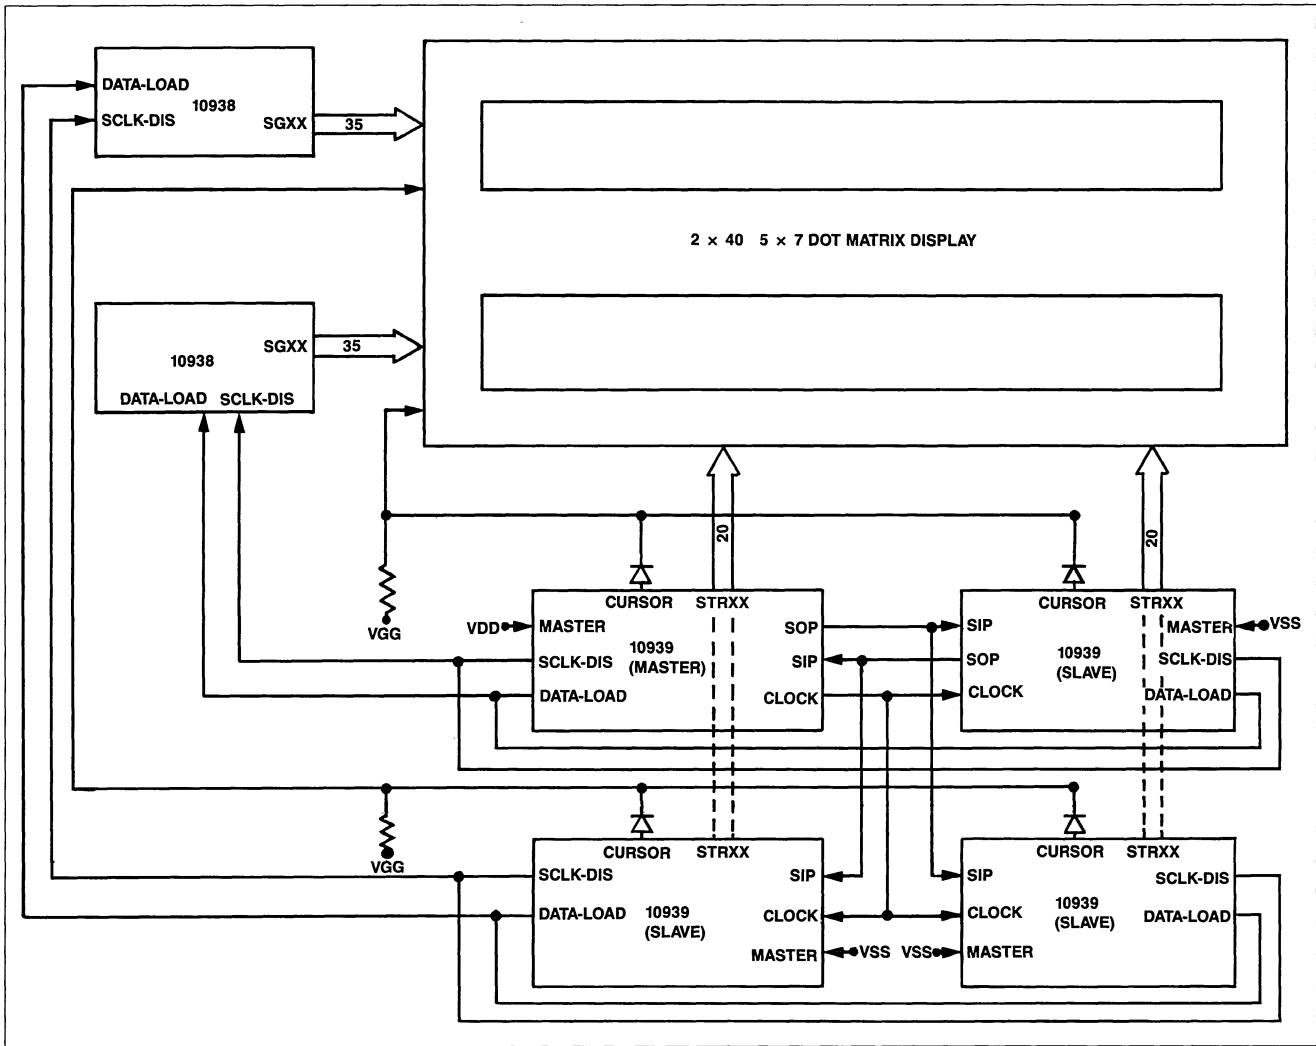 DATA-LOAD
10938
SCLK-DIS
SGXX
35
2 × 40 5 × 7 DOT MATRIX DISPLAY
SGXX
35
10938
DATA-LOAD SCLK-DIS
20
20
VGG
CURSOR STRXX
VDD
MASTER
10939
(MASTER)
SCLK-DIS
DATA-LOAD
SOP
SIP
CLOCK
CURSOR STRXX
SIP
SOP
CLOCK
10939
(SLAVE)
MASTER
VSS
SCLK-DIS
DATA-LOAD
VGG
CURSOR STRXX
SCLK-DIS
DATA-LOAD
10939
(SLAVE)
SIP
CLOCK
MASTER
VSS
VSS
CURSOR STRXX
SIP
CLOCK
MASTER
10939
(SLAVE)
SCLK-DIS
DATA-LOAD